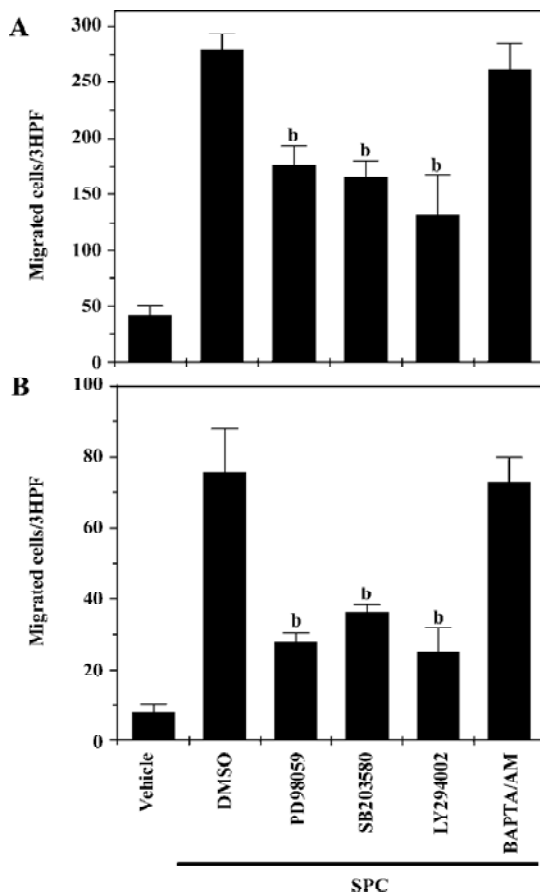 A
Migrated cells/3HPF
300
250
200
150
100
50
0
b
b
b
B
Migrated cells/3HPF
100
80
60
40
20
0
b
b
b
Vehicle
DMSO
PD98059
SB203580
LY294002
BAPTA/AM
SPC